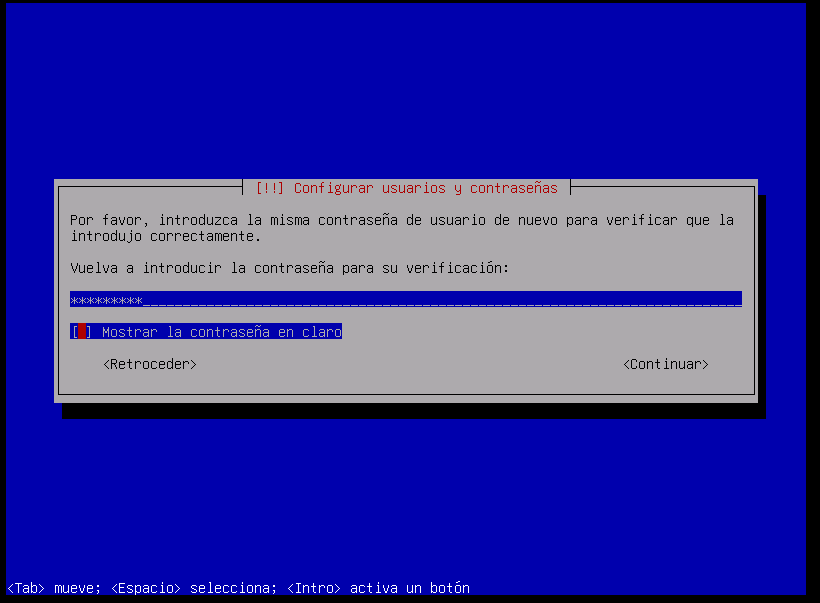 [!!] Configurar usuarios y contraseñas
Por favor, introduzca la misma contraseña de usuario de nuevo para verificar que la
introdujo correctamente.
Vuelva a introducir la contraseña para su verificación:
*********
[ ] Mostrar la contraseña en claro
<Retroceder> <Continuar>
<Tab> mueve; <Espacio> selecciona; <Intro> activa un botón